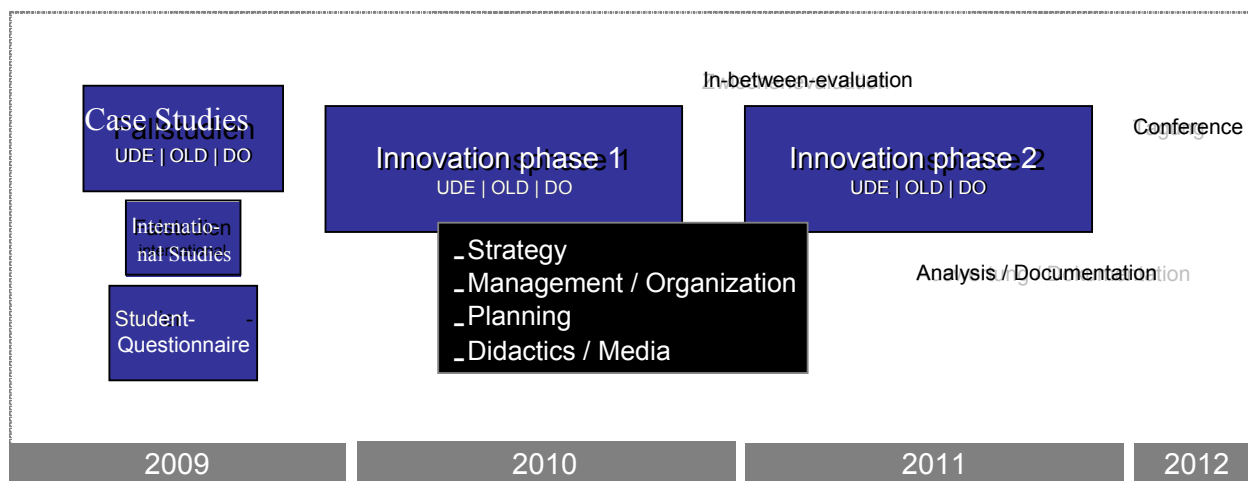 In-between-evaluation
Case Studies
UDE | OLD | DO
Innovation phase 1
UDE | OLD | DO
Innovation phase 2
UDE | OLD | DO
Conference
Internatio-
nal Studies
Strategy
Management / Organization
Planning
Didactics / Media
Analysis / Documentation
Student-
Questionnaire
2009
2010
2011
2012